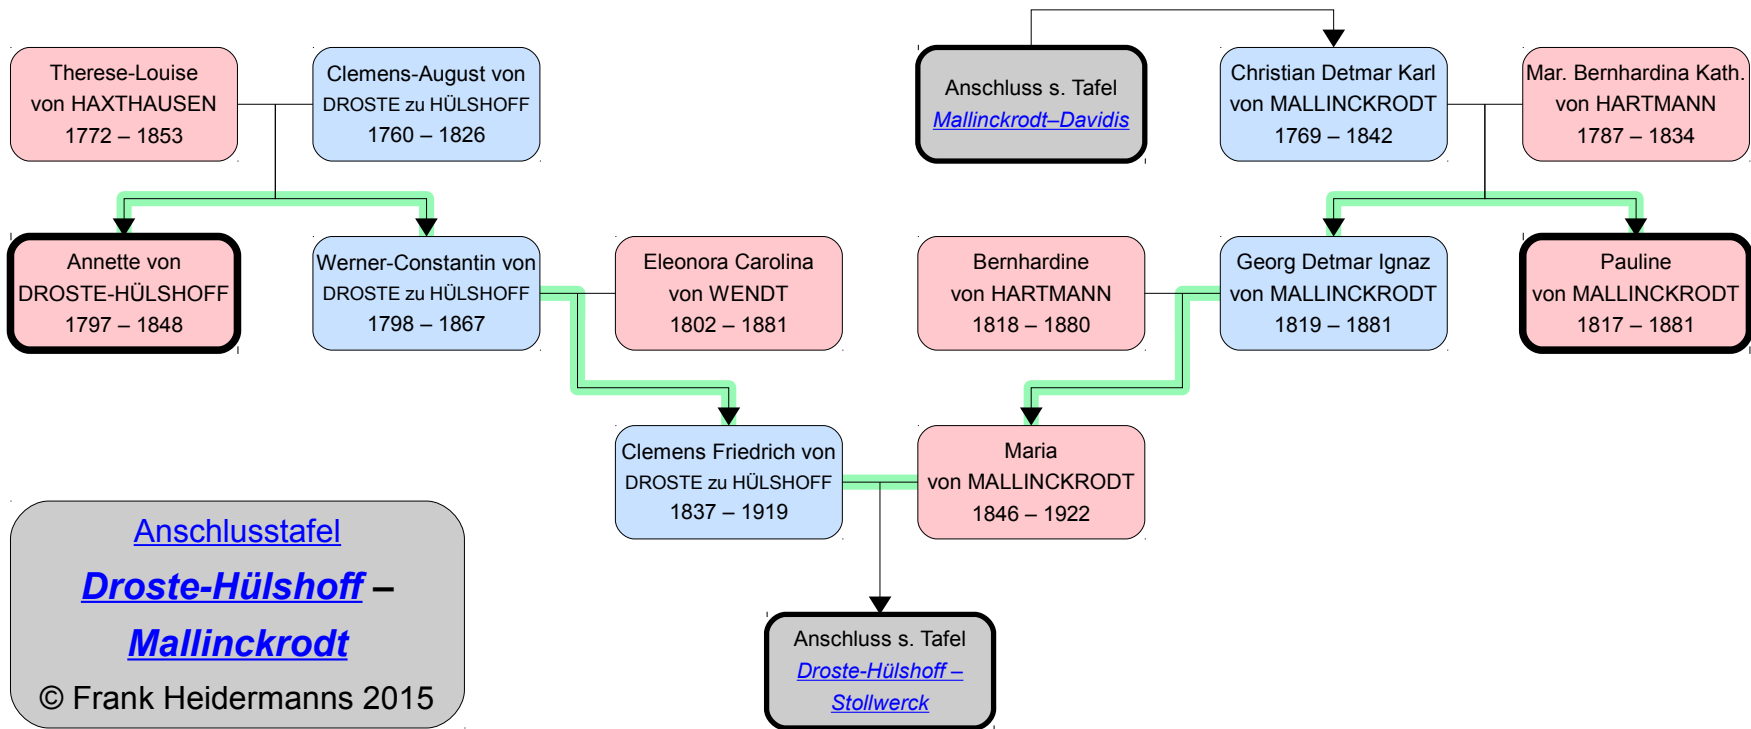 Therese-Louise
von HAXTHAUSEN
1772 – 1853
Clemens-August von
DROSTE zu HÜLSHOFF
1760 – 1826
Anschluss s. Tafel
Mallinckrodt–Davidis
Christian Detmar Karl
von MALLINCKRODT
1769 – 1842
Mar. Bernhardina Kath.
von HARTMANN
1787 – 1834
Annette von
DROSTE-HÜLSHOFF
1797 – 1848
Werner-Constantin von
DROSTE zu HÜLSHOFF
1798 – 1867
Eleonora Carolina
von WENDT
1802 – 1881
Bernhardine
von HARTMANN
1818 – 1880
Georg Detmar Ignaz
von MALLINCKRODT
1819 – 1881
Pauline
von MALLINCKRODT
1817 – 1881
Clemens Friedrich von
DROSTE zu HÜLSHOFF
1837 – 1919
Maria
von MALLINCKRODT
1846 – 1922
Anschlusstafel
Droste-Hülshoff –
Mallinckrodt
© Frank Heidermanns 2015
Anschluss s. Tafel
Droste-Hülshoff –
Stollwerck